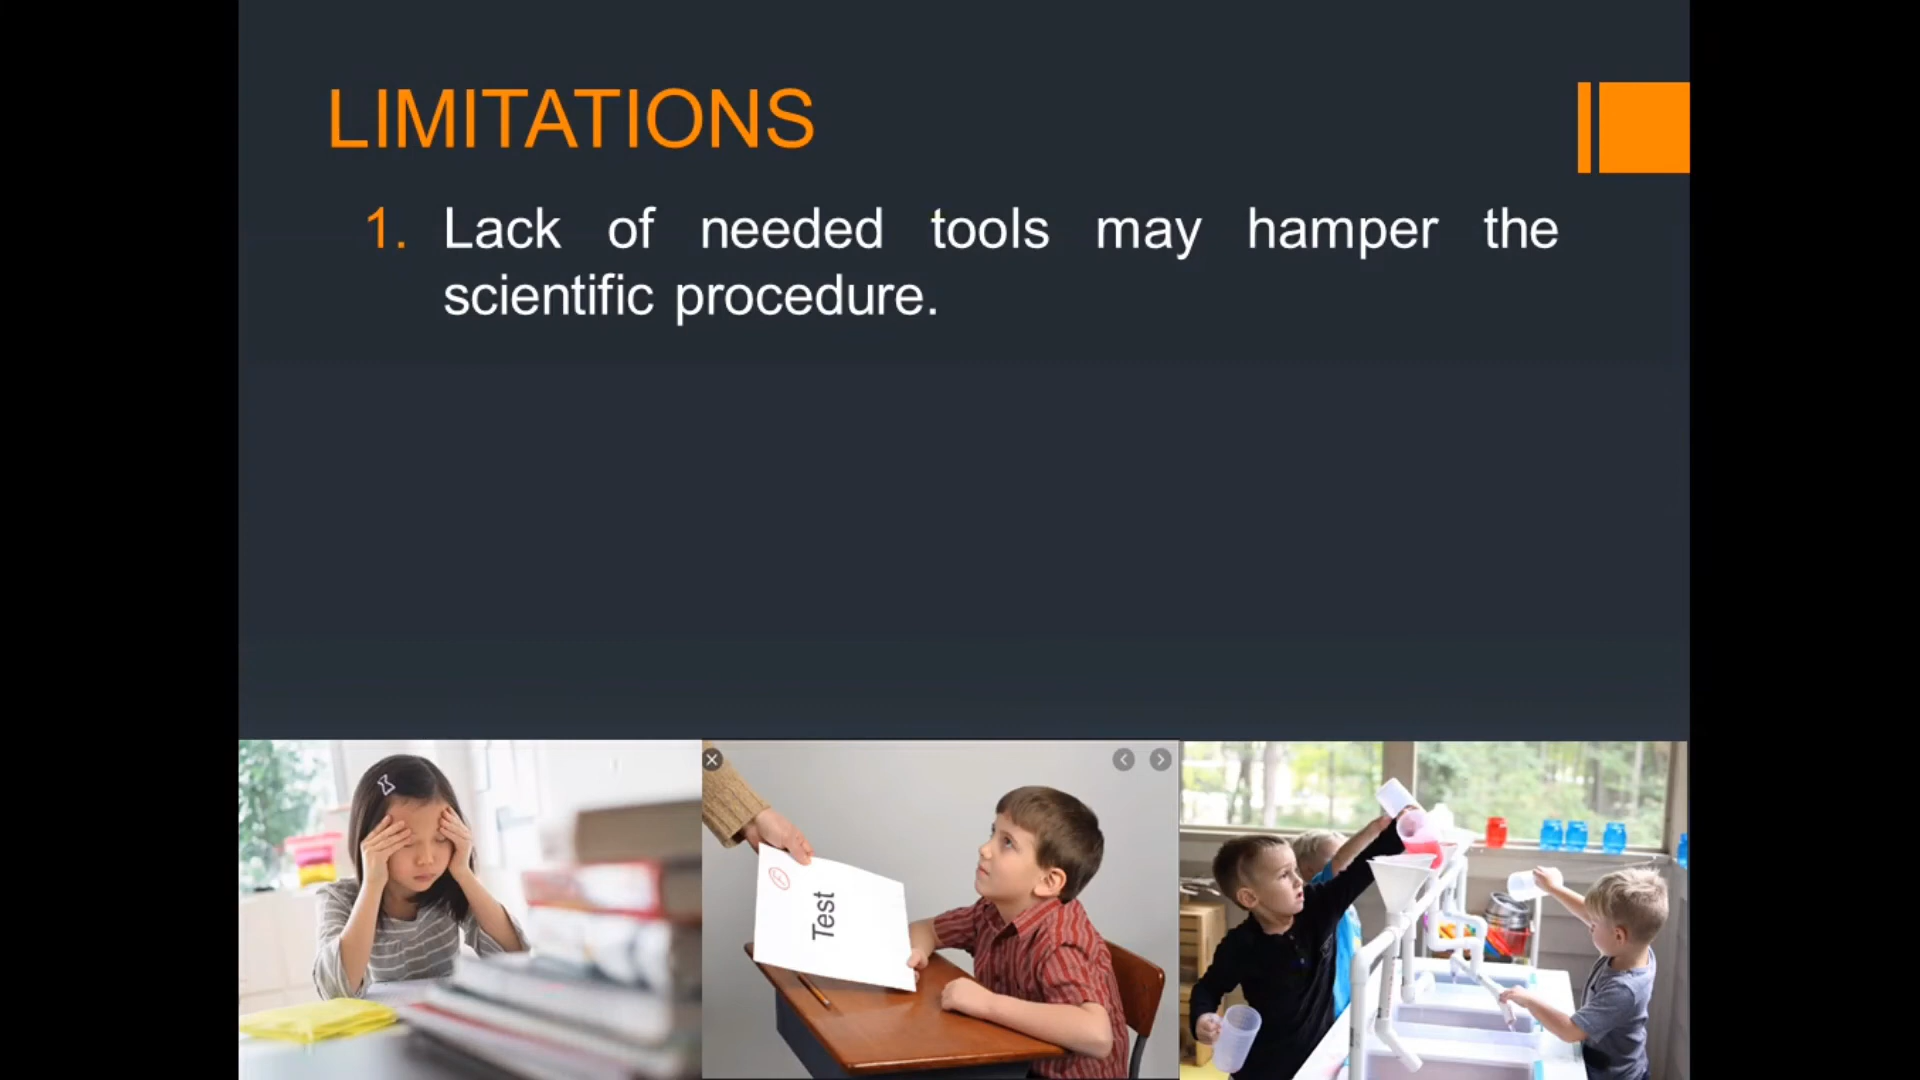 LIMITATIONS
1. Lack of needed tools may hamper the
scientific procedure.
Test